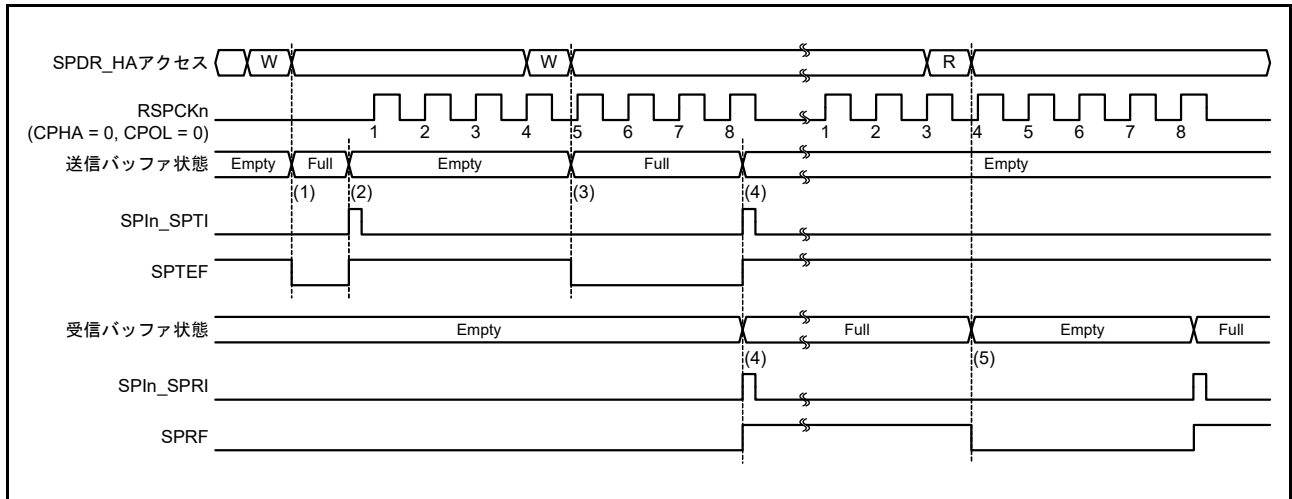 SPDR_HAアクセス W W R
RSPCKn
(CPHA = 0, CPOL = 0)
1 2 3 4 5 6 7 8 1 2 3 4 5 6 7 8
送信バッファ状態 Empty Full Empty Full Empty
(1) (2) (3) (4)
SPIn_SPTI
SPTEF
受信バッファ状態 Empty Full Empty Full
(4) (5)
SPIn_SPRI
SPRF